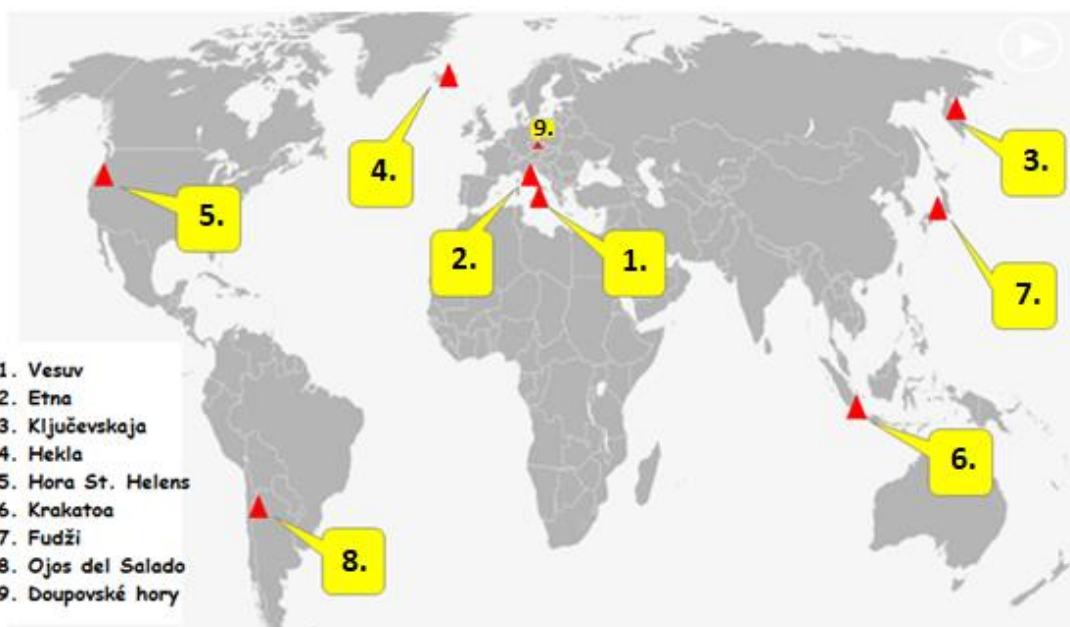 9.
4.
3.
5.
2.
1.
7.
6.
8.
1. Vesuv
2. Etna
3. Ključevskaja
4. Hekla
5. Hora St. Helens
6. Krakatoa
7. Fudži
8. Ojos del Salado
9. Doupovské hory